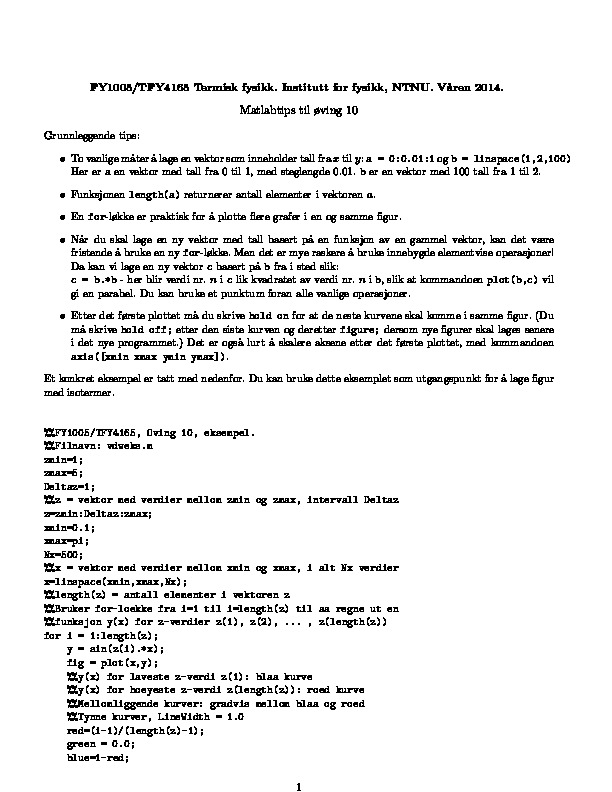 FY1005/TFY4165 Termisk fysikk. Institutt for fysikk, NTNU. Våren 2014.
Matlabtips til øving 10
Grunnleggende tips:
• To vanlige måter å lage en vektor som inneholder tall fra x til y: a = 0:0.01:1 og b = linspace(1,2,100)
Her er a en vektor med tall fra 0 til 1, med steglengde 0.01. b er en vektor med 100 tall fra 1 til 2.
• Funksjonen length(a) returnerer antall elementer i vektoren a.
• En for-løkke er praktisk for å plotte flere grafer i en og samme figur.
• Når du skal lage en ny vektor med tall basert på en funksjon av en gammel vektor, kan det være
fristende å bruke en ny for-løkke. Men det er mye raskere å bruke innebygde elementvise operasjoner!
Da kan vi lage en ny vektor c basert på b fra i sted slik:
c = b.*b - her blir verdi nr. n i c lik kvadratet av verdi nr. n i b, slik at kommandoen plot(b,c) vil
gi en parabel. Du kan bruke et punktum foran alle vanlige operasjoner.
• Etter det første plottet må du skrive hold on for at de neste kurvene skal komme i samme figur. (Du
må skrive hold off; etter den siste kurven og deretter figure; dersom nye figurer skal lages senere
i det nye programmet.) Det er også lurt å skalere aksene etter det første plottet, med kommandoen
axis([xmin xmax ymin ymax]).
Et konkret eksempel er tatt med nedenfor. Du kan bruke dette eksemplet som utgangspunkt for å lage figur
med isotermer.
%%FY1005/TFY4165, Oving 10, eksempel.
%%Filnavn: vdweks.m
zmin=1;
zmax=5;
Deltaz=1;
%%z = vektor med verdier mellom zmin og zmax, intervall Deltaz
z=zmin:Deltaz:zmax;
xmin=0.1;
xmax=pi;
Nx=500;
%%x = vektor med verdier mellom xmin og xmax, i alt Nx verdier
x=linspace(xmin,xmax,Nx);
%%length(z) = antall elementer i vektoren z
%%Bruker for-loekke fra i=1 til i=length(z) til aa regne ut en
%%funksjon y(x) for z-verdier z(1), z(2), ... , z(length(z))
for i = 1:length(z);
y = sin(z(i).*x);
fig = plot(x,y);
%%y(x) for laveste z-verdi z(1): blaa kurve
%%y(x) for hoeyeste z-verdi z(length(z)): roed kurve
%%Mellomliggende kurver: gradvis mellom blaa og roed
%%Tynne kurver, LineWidth = 1.0
red=(i-1)/(length(z)-1);
green = 0.0;
blue=1-red;
1